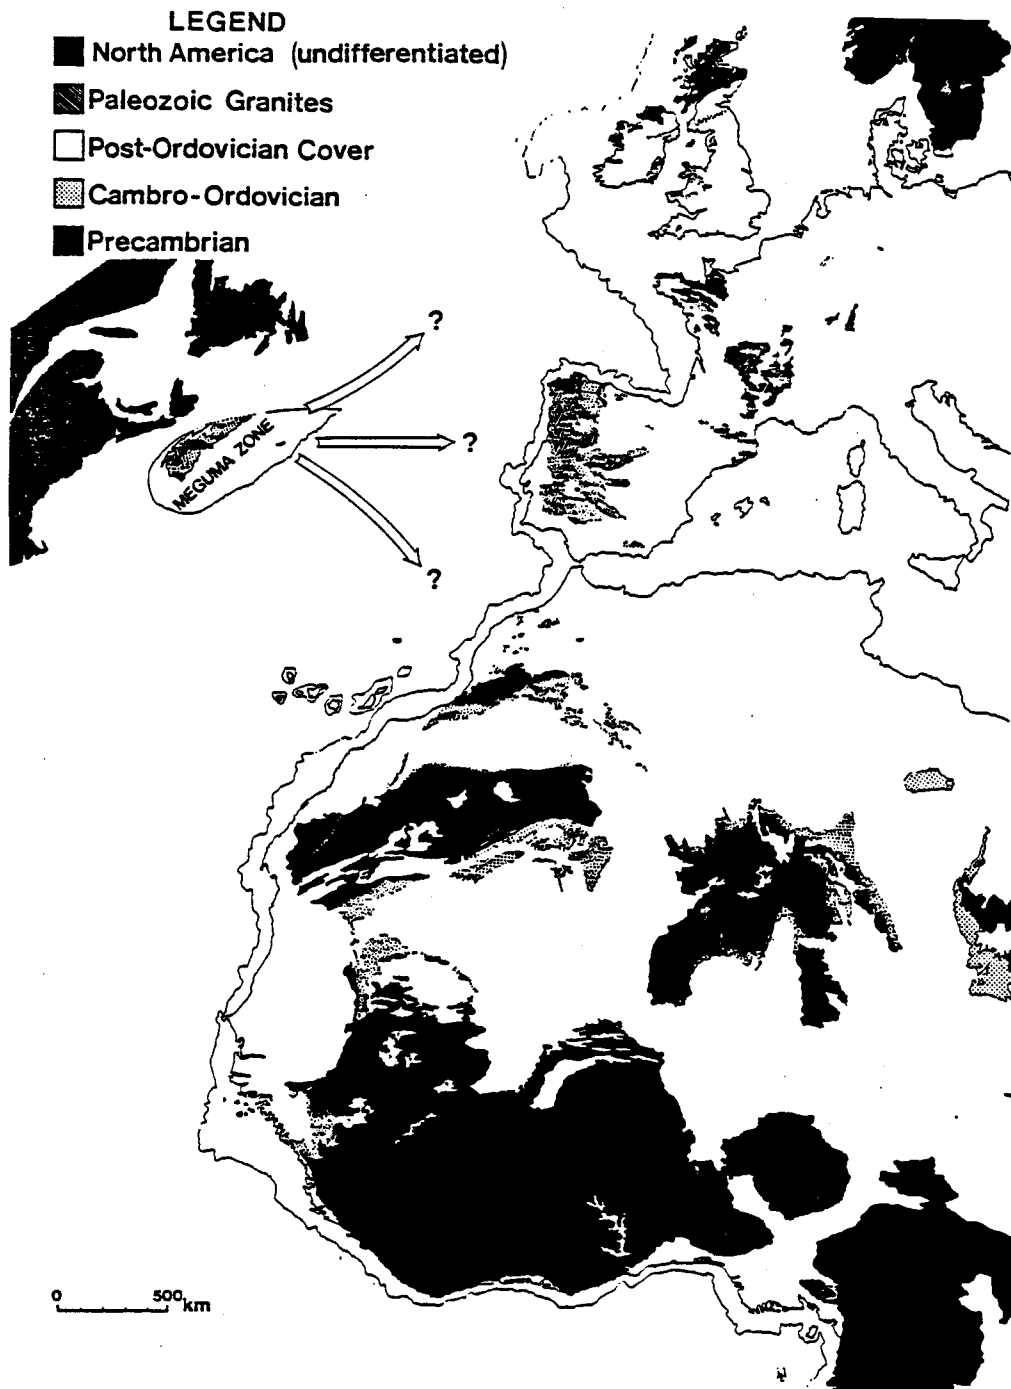 LEGEND
North America (undifferentiated)
Paleozoic Granites
Post-Ordovician Cover
Cambro-Ordovician
Precambrian
?
?
MEGUMA ZONE
?
0 500 km